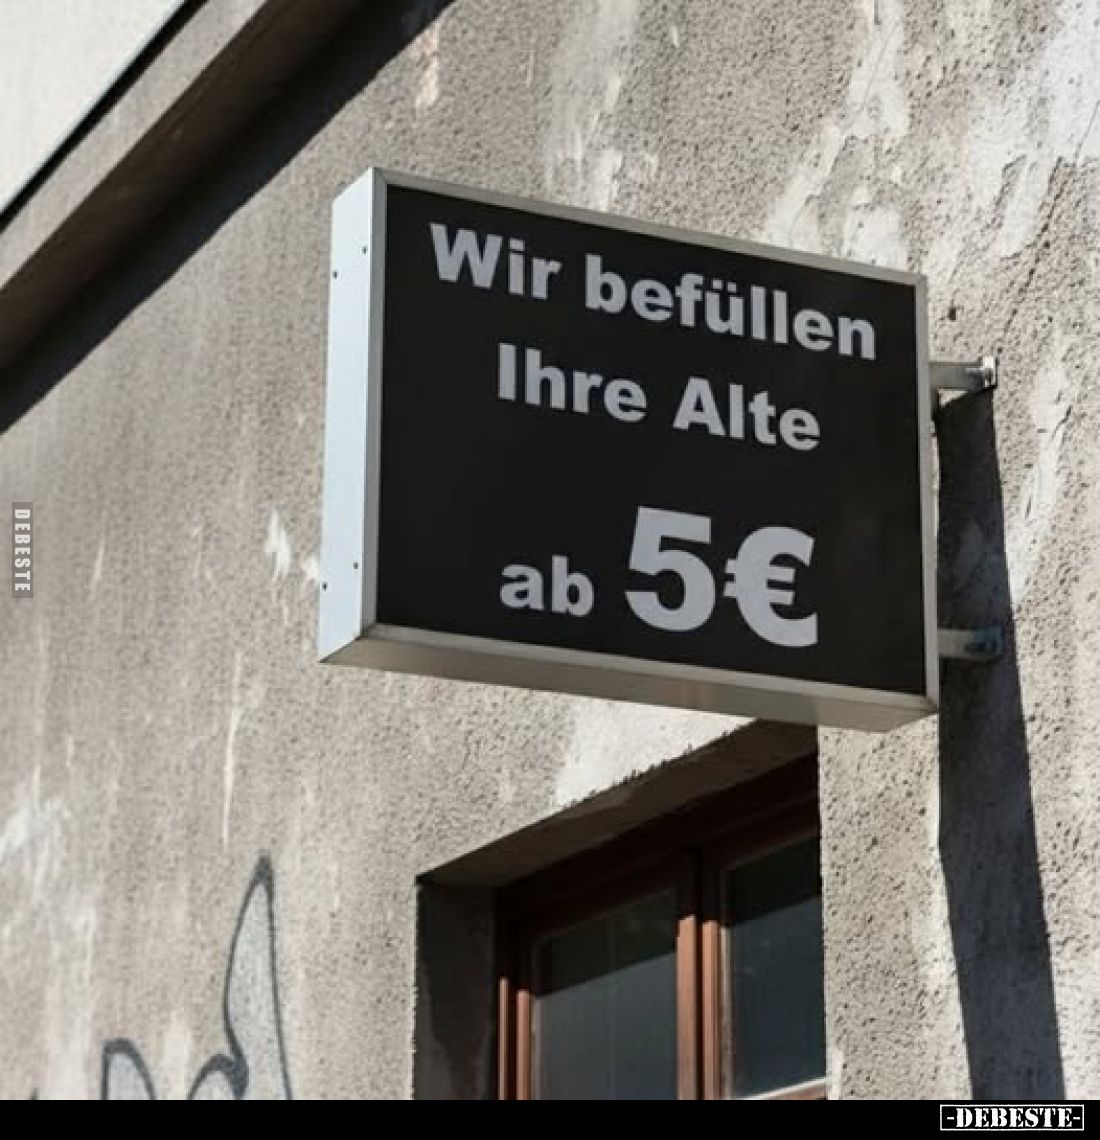 Wir befüllen
Ihre Alte
ab 5€
DEBESTE
-DEBESTE-